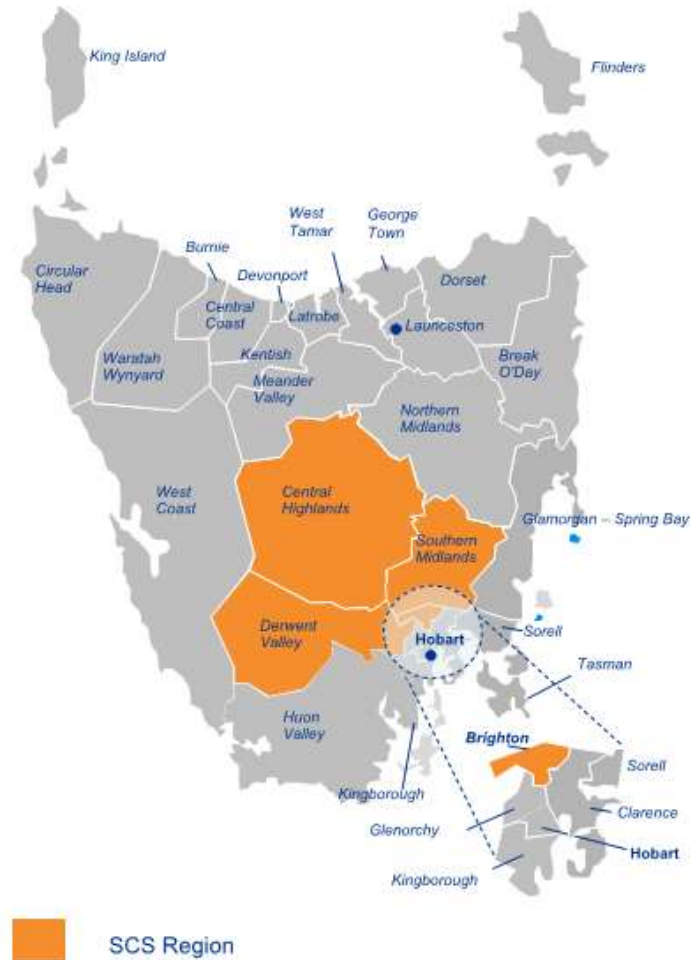 King Island
Flinders
West
Tamar
George
Town
Burnie
Devonport
Circular
Head
Central
Coast
Latrobe
Dorset
Launceston
Waratah
Wynyard
Kentish
Break
O'Day
Meander
Valley
Northern
Midlands
West
Coast
Central
Highlands
Glamorgan – Spring Bay
Southern
Midlands
Derwent
Valley
Hobart
Sorell
Tasman
Huon
Valley
Brighton
Sorell
Kingborough
Clarence
Glenorchy
Hobart
Kingborough
SCS Region